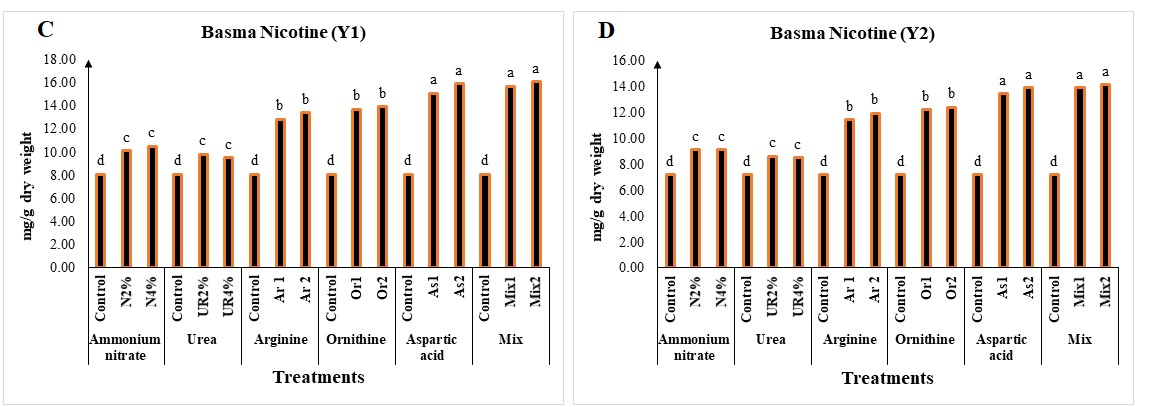 C
Basma Nicotine (Y1)
18.00
16.00
14.00
12.00
10.00
8.00
6.00
4.00
2.00
0.00
mg/g dry weight
d c c d c c d b b d b b d a a d a a
Control N2% N4% Control UR2% UR4% Control Ar 1 Ar 2 Control Or1 Or2 Control As1 As2 Control Mix1 Mix2
Ammonium Urea Arginine Ornithine Aspartic Mix
nitrate acid
Treatments
D
Basma Nicotine (Y2)
16.00
14.00
12.00
10.00
8.00
6.00
4.00
2.00
0.00
mg/g dry weight
d c c d c c d b b d b b d a a d a a
Control N2% N4% Control UR2% UR4% Control Ar 1 Ar 2 Control Or1 Or2 Control As1 As2 Control Mix1 Mix2
Ammonium Urea Arginine Ornithine Aspartic Mix
nitrate acid
Treatments